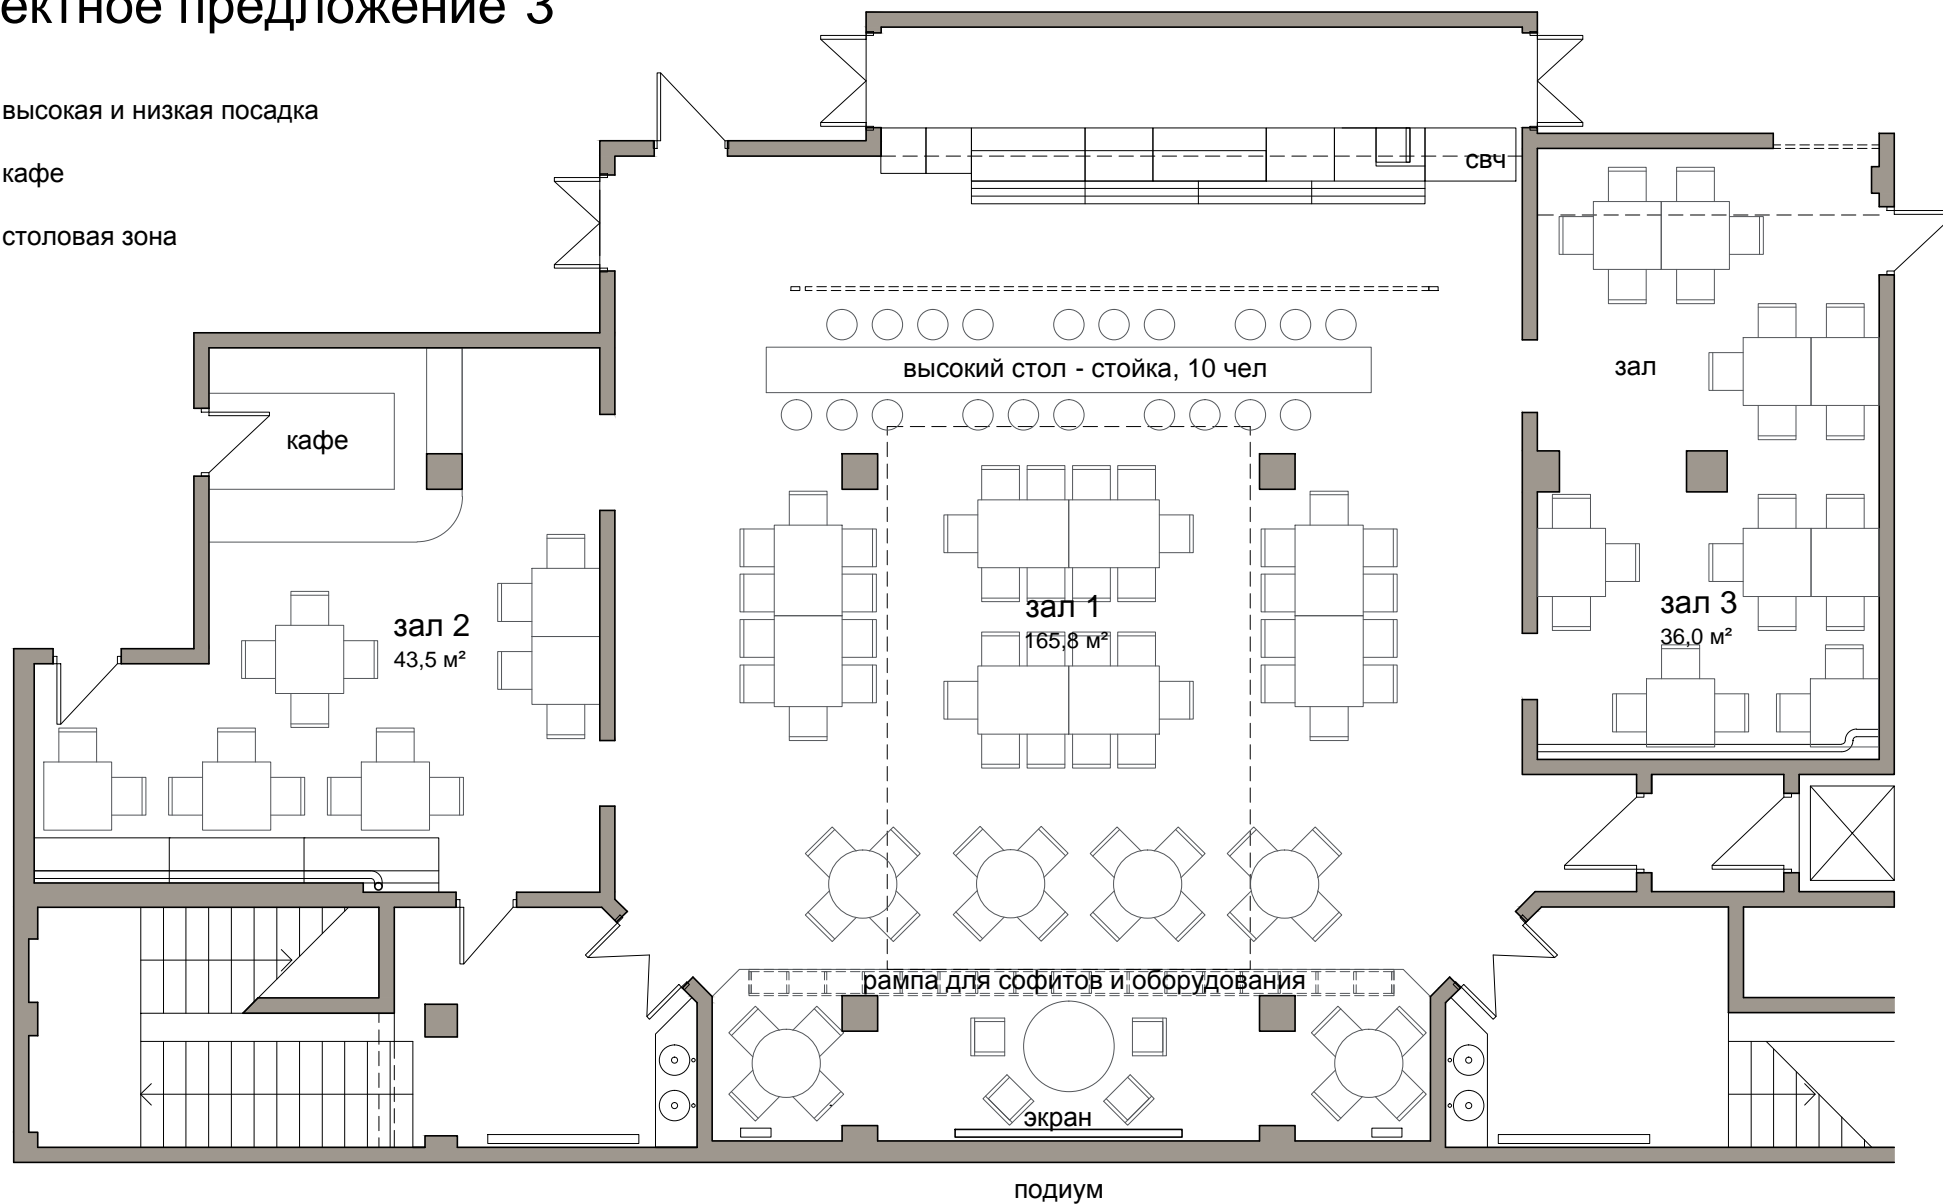 ектное предложение 3
высокая и низкая посадка
кафе
столовая зона
свч
высокий стол - стойка, 10 чел
зал
кафе
зал 1
165,8 м²
зал 2
43,5 м²
зал 3
36,0 м²
рампа для софитов и оборудования
экран
подиум